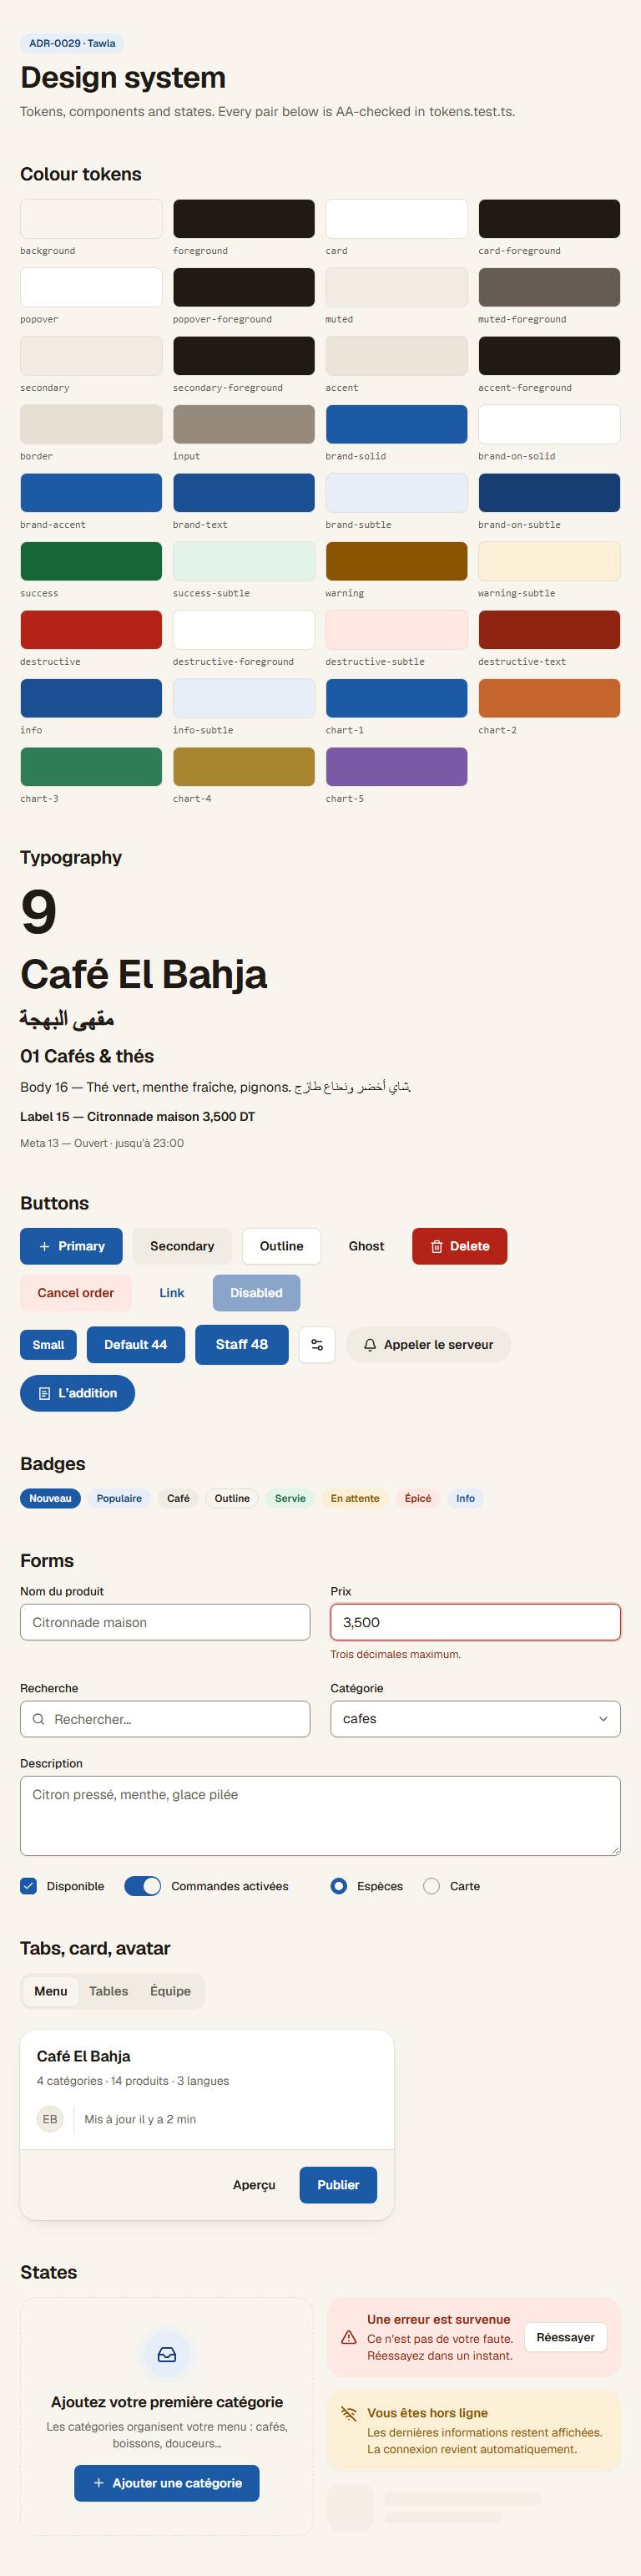 ADR-0029 · Tawla
Design system
Tokens, components and states. Every pair below is AA-checked in tokens.test.ts.
Colour tokens
background foreground card card-foreground
popover popover-foreground muted muted-foreground
secondary secondary-foreground accent accent-foreground
border input brand-solid brand-on-solid
brand-accent brand-text brand-subtle brand-on-subtle
success success-subtle warning warning-subtle
destructive destructive-foreground destructive-subtle destructive-text
info info-subtle chart-1 chart-2
chart-3 chart-4 chart-5
Typography
9
Café El Bahja
مقهى البهجة
01 Cafés & thés
Body 16 — Thé vert, menthe fraîche, pignons. شاي أخضر ونعناع طازج.
Label 15 — Citronnade maison 3,500 DT
Meta 13 — Ouvert · jusqu'à 23:00
Buttons
Primary Secondary Outline Ghost Delete
Cancel order Link Disabled
Small Default 44 Staff 48 Appeler le serveur
L'addition
Badges
Nouveau Populaire Café Outline Servie En attente Épicé Info
Forms
Nom du produit Prix
Citronnade maison 3,500
Trois décimales maximum.
Recherche Catégorie
Rechercher… cafes
Description
Citron pressé, menthe, glace pilée
Disponible Commandes activées Espèces Carte
Tabs, card, avatar
Menu Tables Équipe
Café El Bahja
4 catégories · 14 produits · 3 langues
EB Mis à jour il y a 2 min
Aperçu Publier
States
Ajoutez votre première catégorie
Les catégories organisent votre menu : cafés,
boissons, douceurs…
Ajouter une catégorie
Une erreur est survenue
Ce n'est pas de votre faute.
Réessayez dans un instant.
Réessayer
Vous êtes hors ligne
Les dernières informations restent affichées.
La connexion revient automatiquement.